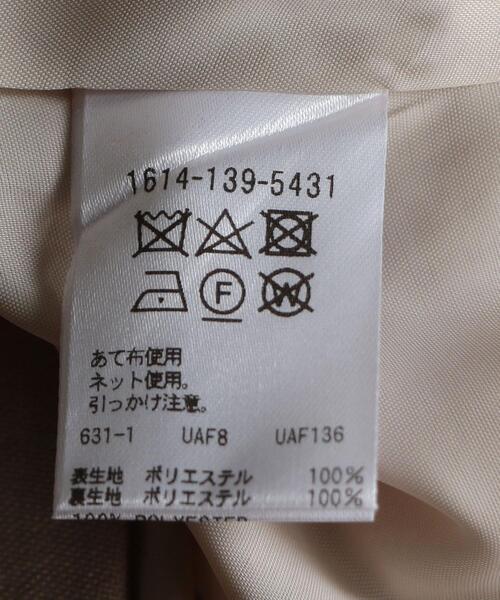 1614-139-5431
F W
あて布使用
ネット使用。
引っかけ注意。
631-1 UAF8 UAF136
表生地 ポリエステル 100%
裏生地 ポリエステル 100%
100% POLYESTER